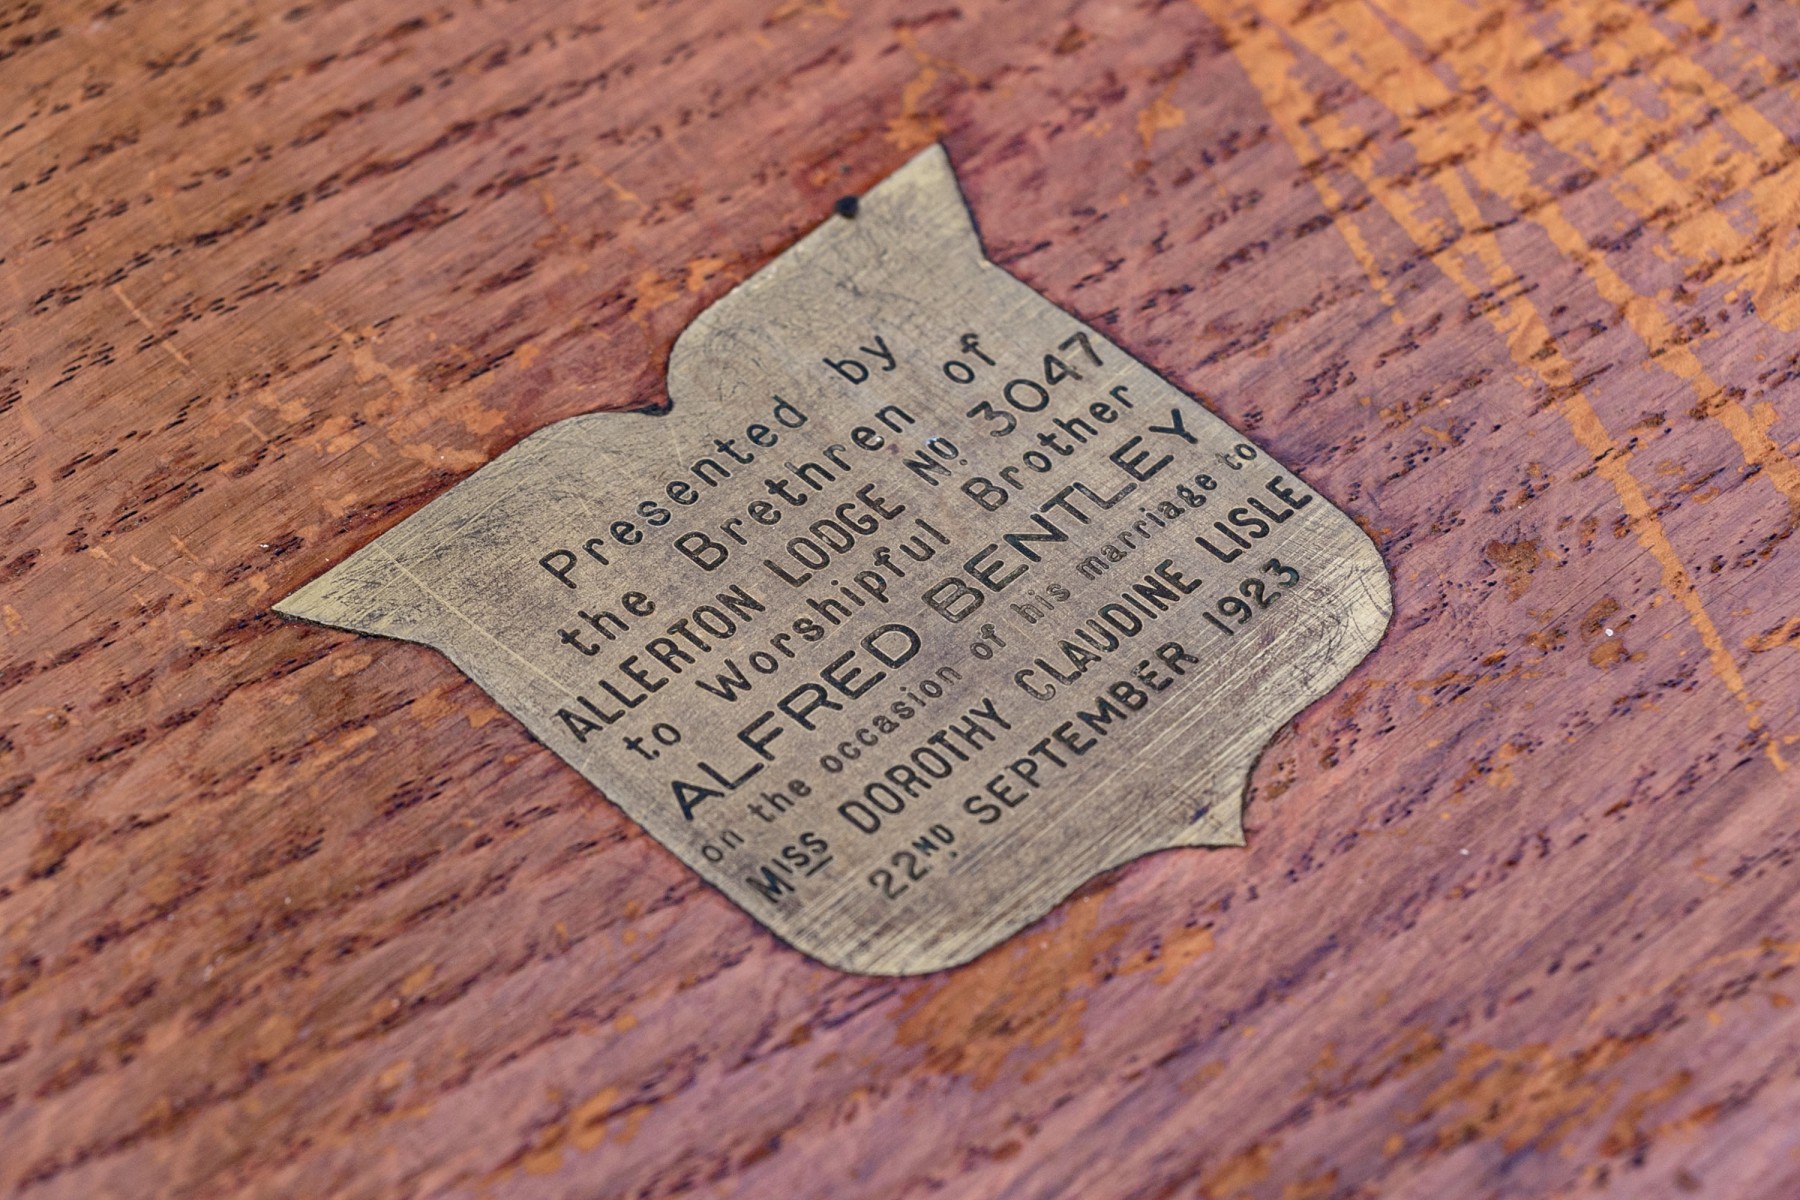 Presented by
the Brethren of
ALLERTON LODGE No. 3047
to Worshipful Brother
ALFRED BENTLEY
on the occasion of his marriage to
MISS DOROTHY CLAUDINE LISLE
22ND. SEPTEMBER 1923